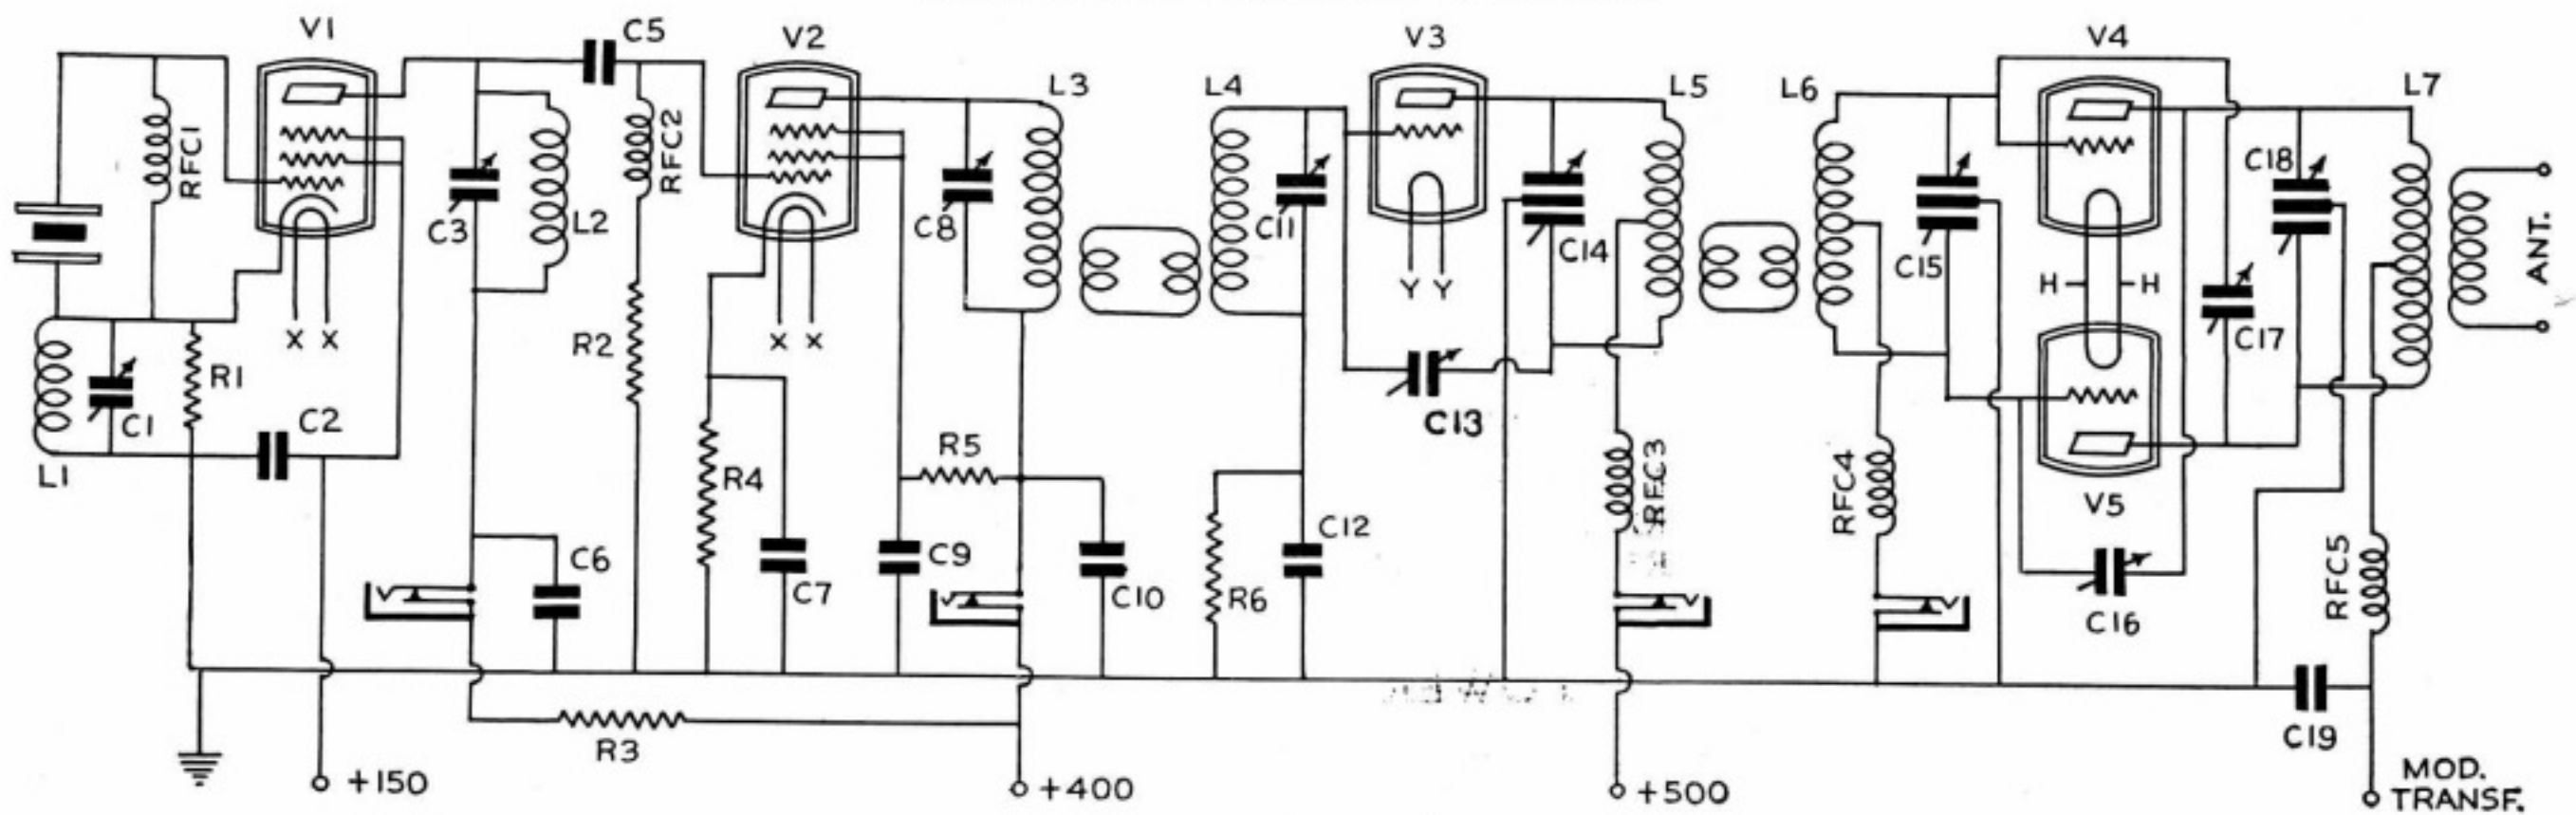 V1
C5
V2
V3
V4
L3
L4
L5
L6
L7
RFC1
RFC2
C3
L2
C8
C11
C14
C15
C18
ANT.
Y Y
H H
C17
X X
X X
R1
C1
C2
R2
C13
L1
R4
R5
RFC3
RFC4
V5
C6
C7
C9
C10
C12
R6
C16
RFC5
R3
C19
+150
+400
+500
MOD.
TRANSF.